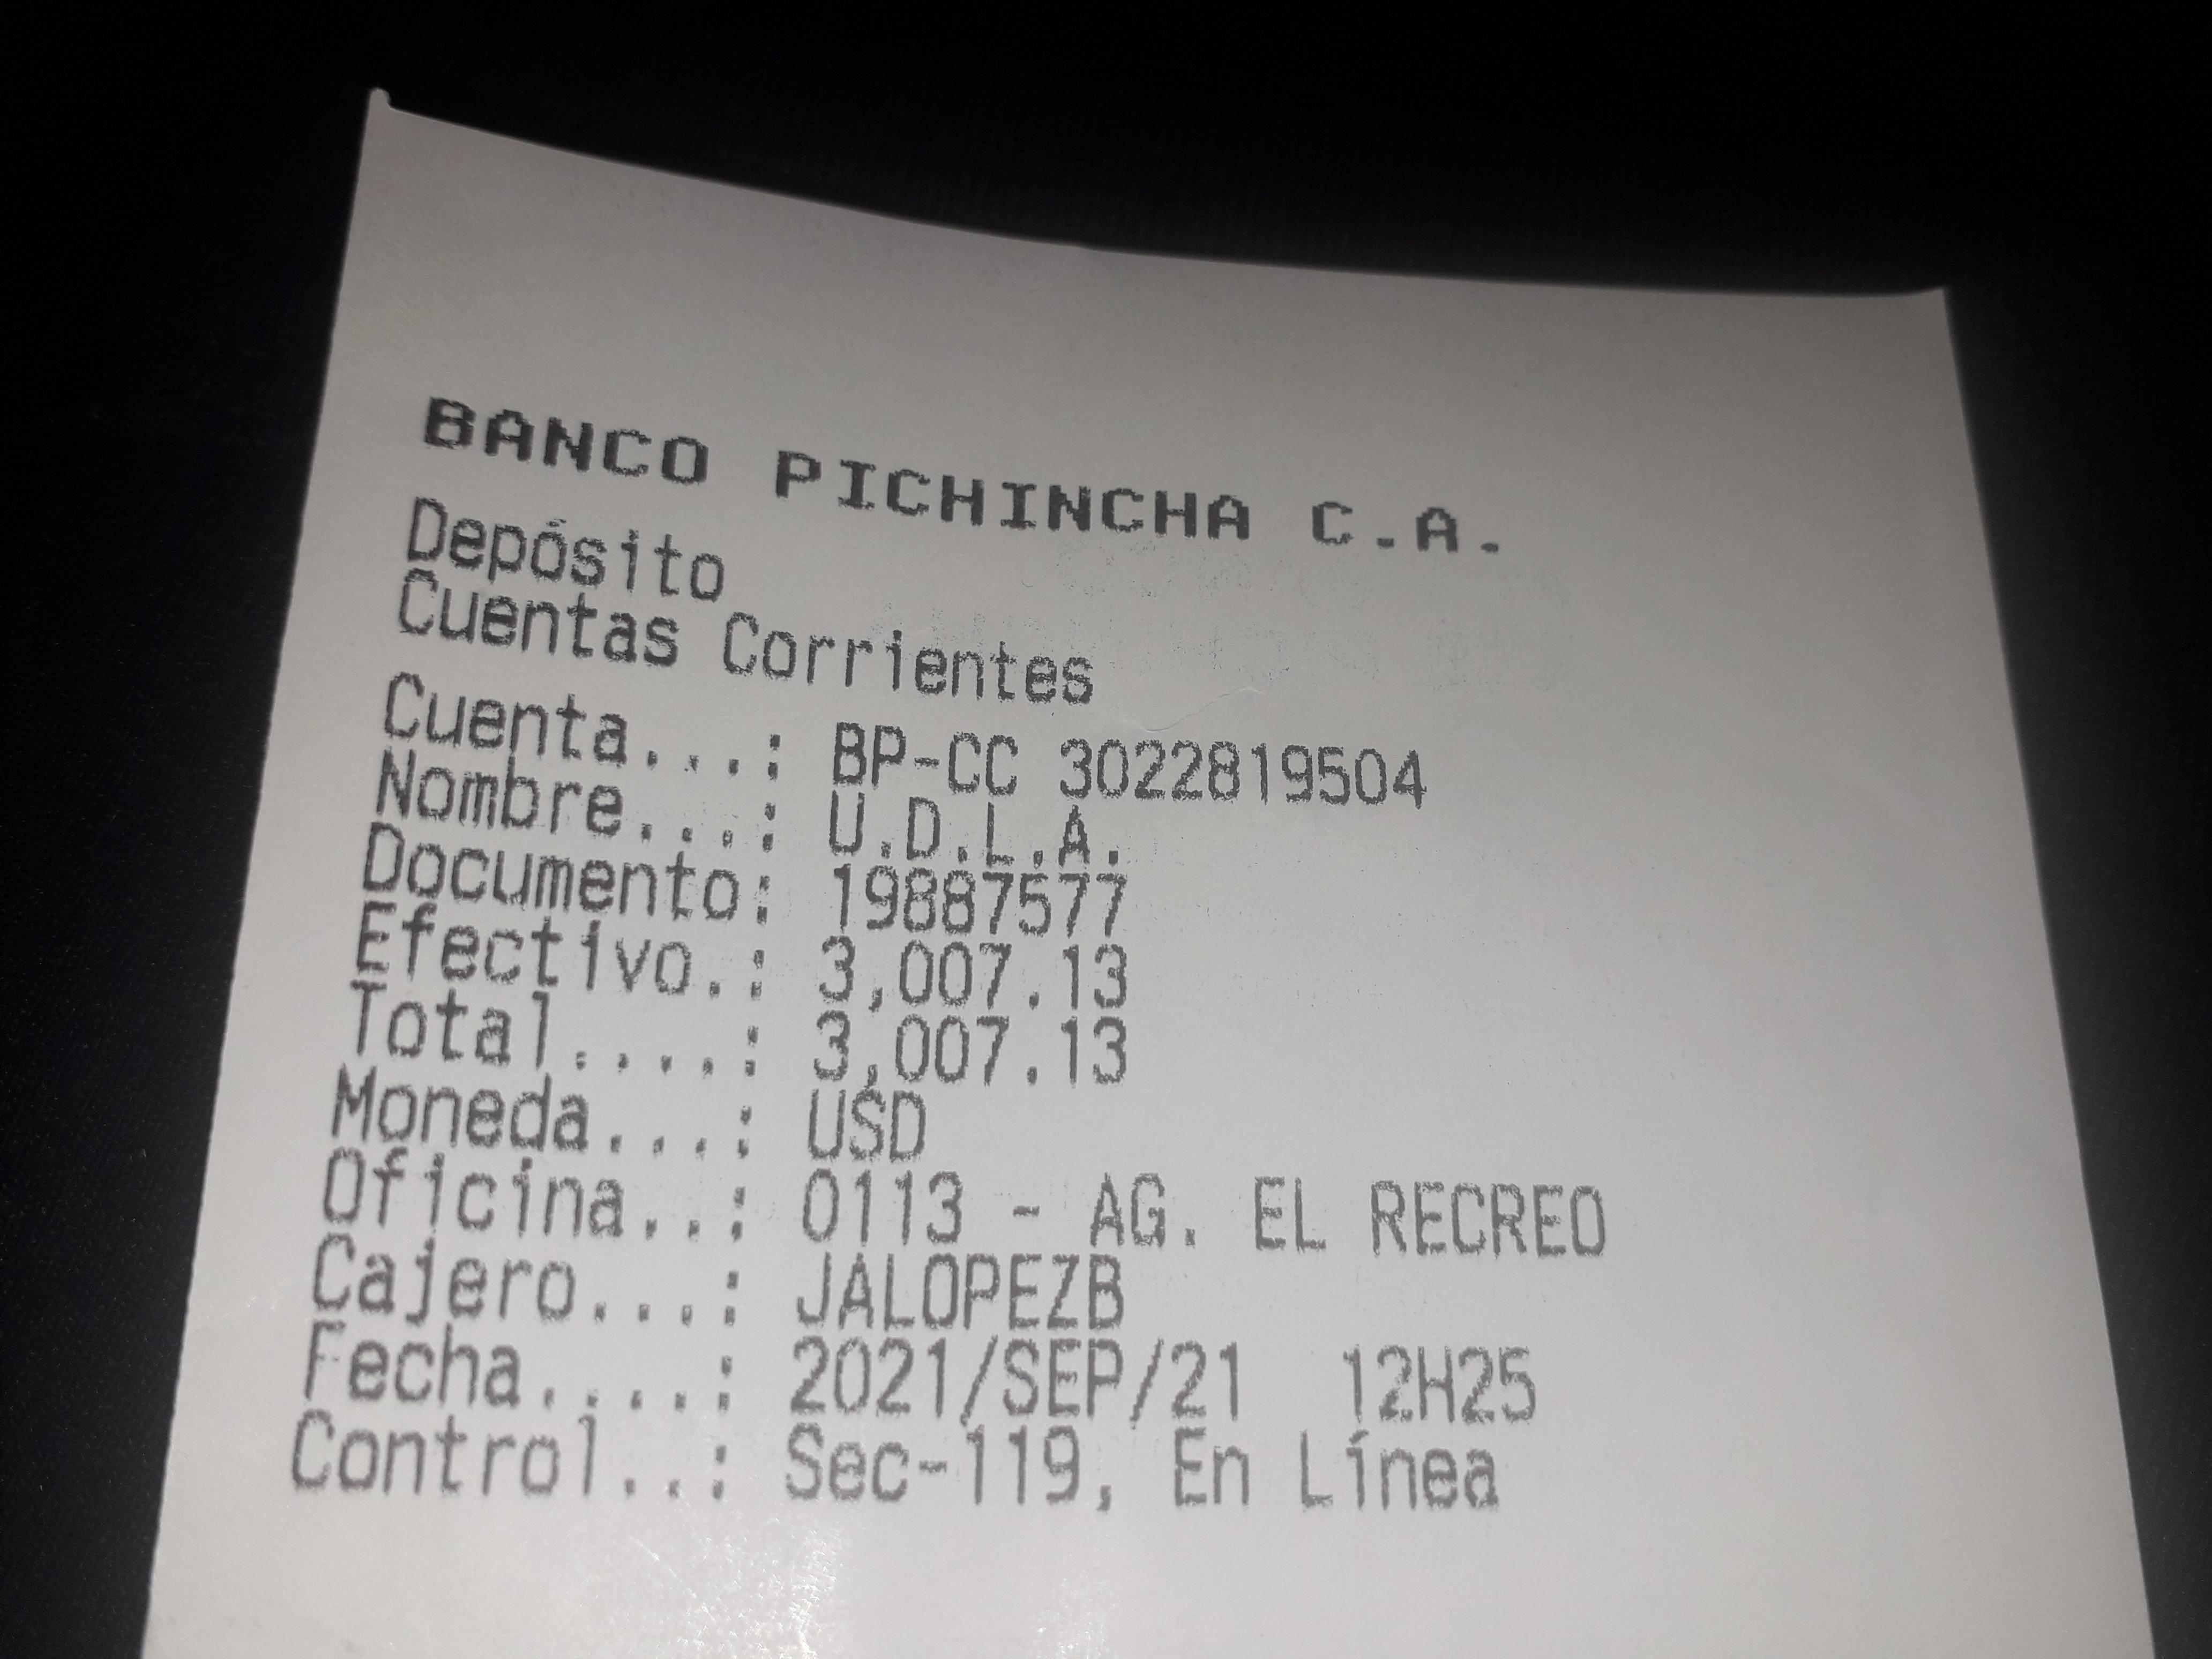 BANCO PICHINCHA C.A.
Depósito
Cuentas Corrientes
Cuenta...: BP-CC 3022819504
Nombre...: U.D.L.A.
Documento: 19887577
Efectivo.: 3,007.13
Total....: 3,007.13
Moneda...: USD
Oficina..: 0113 - AG. EL RECREO
Cajero...: JALOPEZB
Fecha....: 2021/SEP/21 12H25
Control..: Sec-119, En Línea